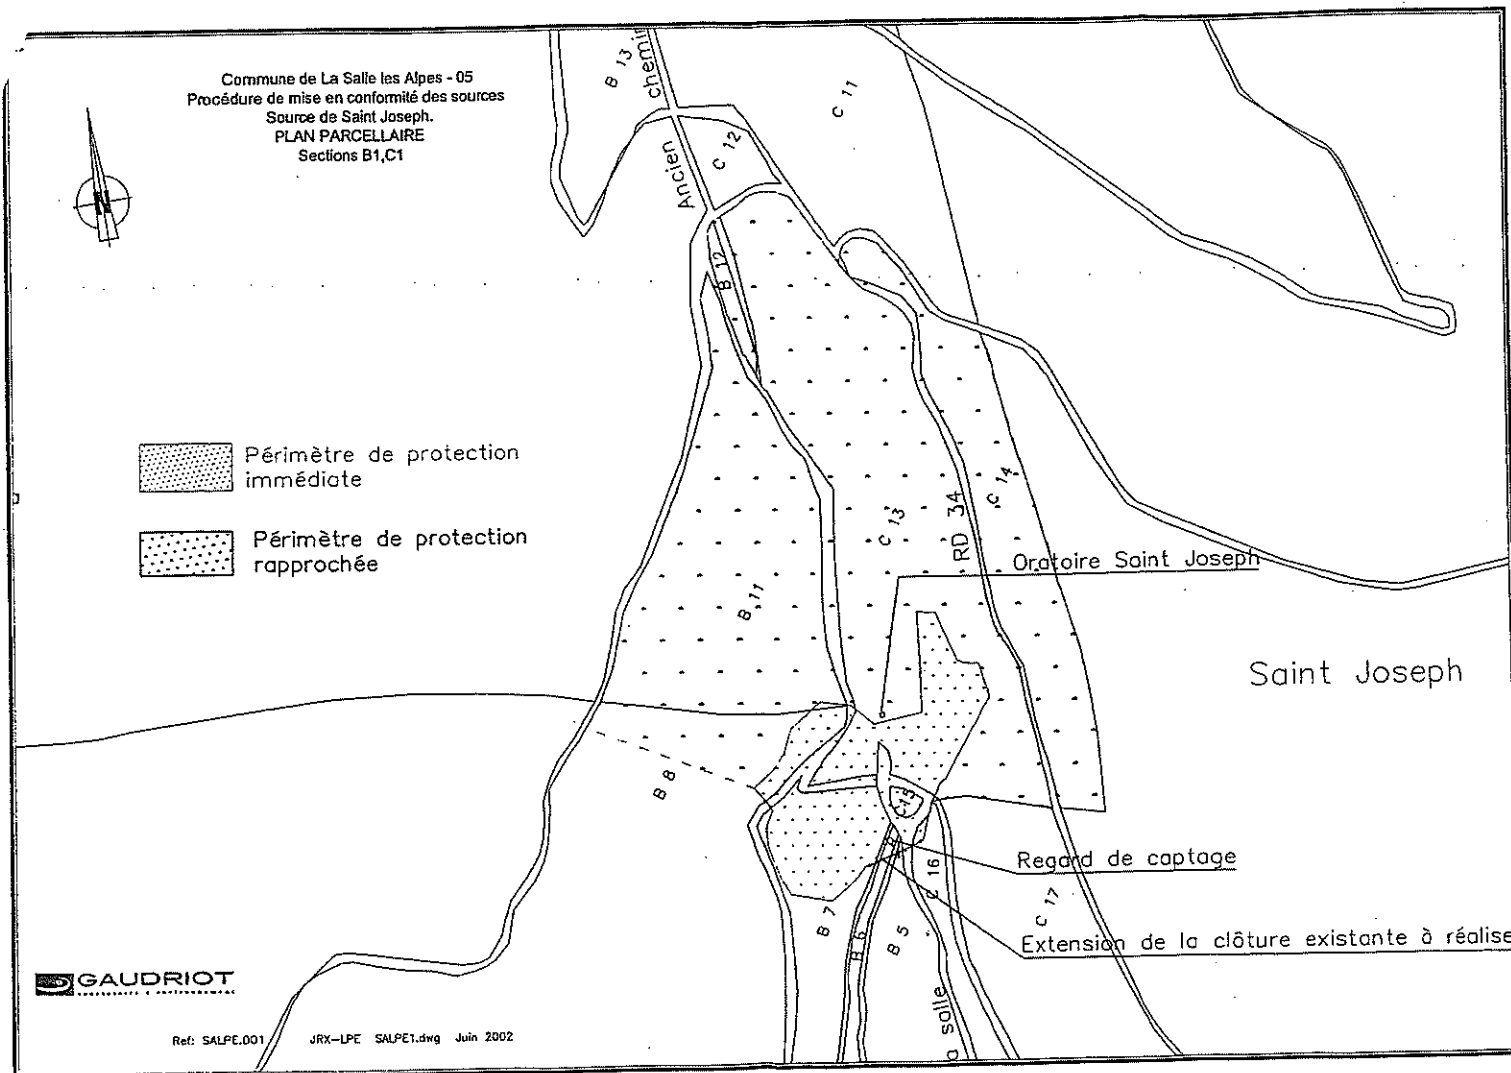 Commune de La Salle les Alpes - 05
Procédure de mise en conformité des sources
Source de Saint Joseph.
PLAN PARCELLAIRE
Sections B1,C1
N
B 13
chemin
Ancien
C 12
C 11
B 12
Périmètre de protection
immédiate
Périmètre de protection
rapprochée
C 13
RD 34
C 14
Oratoire Saint Joseph
B 11
Saint Joseph
B 8
C15
Regard de captage
C 16
C 17
B 7
B 6
B 5
Extension de la clôture existante à réalise
a salle
GAUDRIOT
Ref: SALPE.001 JRX-LPE SALPE1.dwg Juin 2002